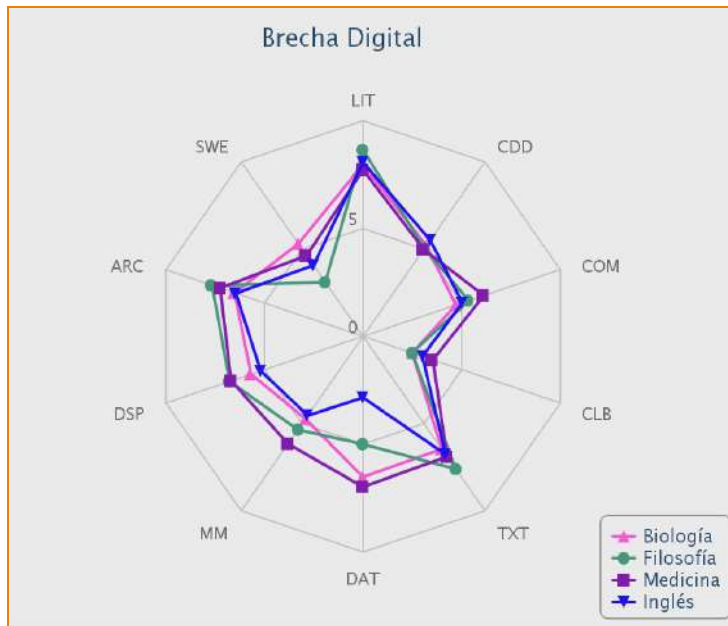 Brecha Digital
LIT
SWE
CDD
5
ARC
COM
0
DSP
CLB
MM
TXT
DAT
Biología
Filosofía
Medicina
Inglés